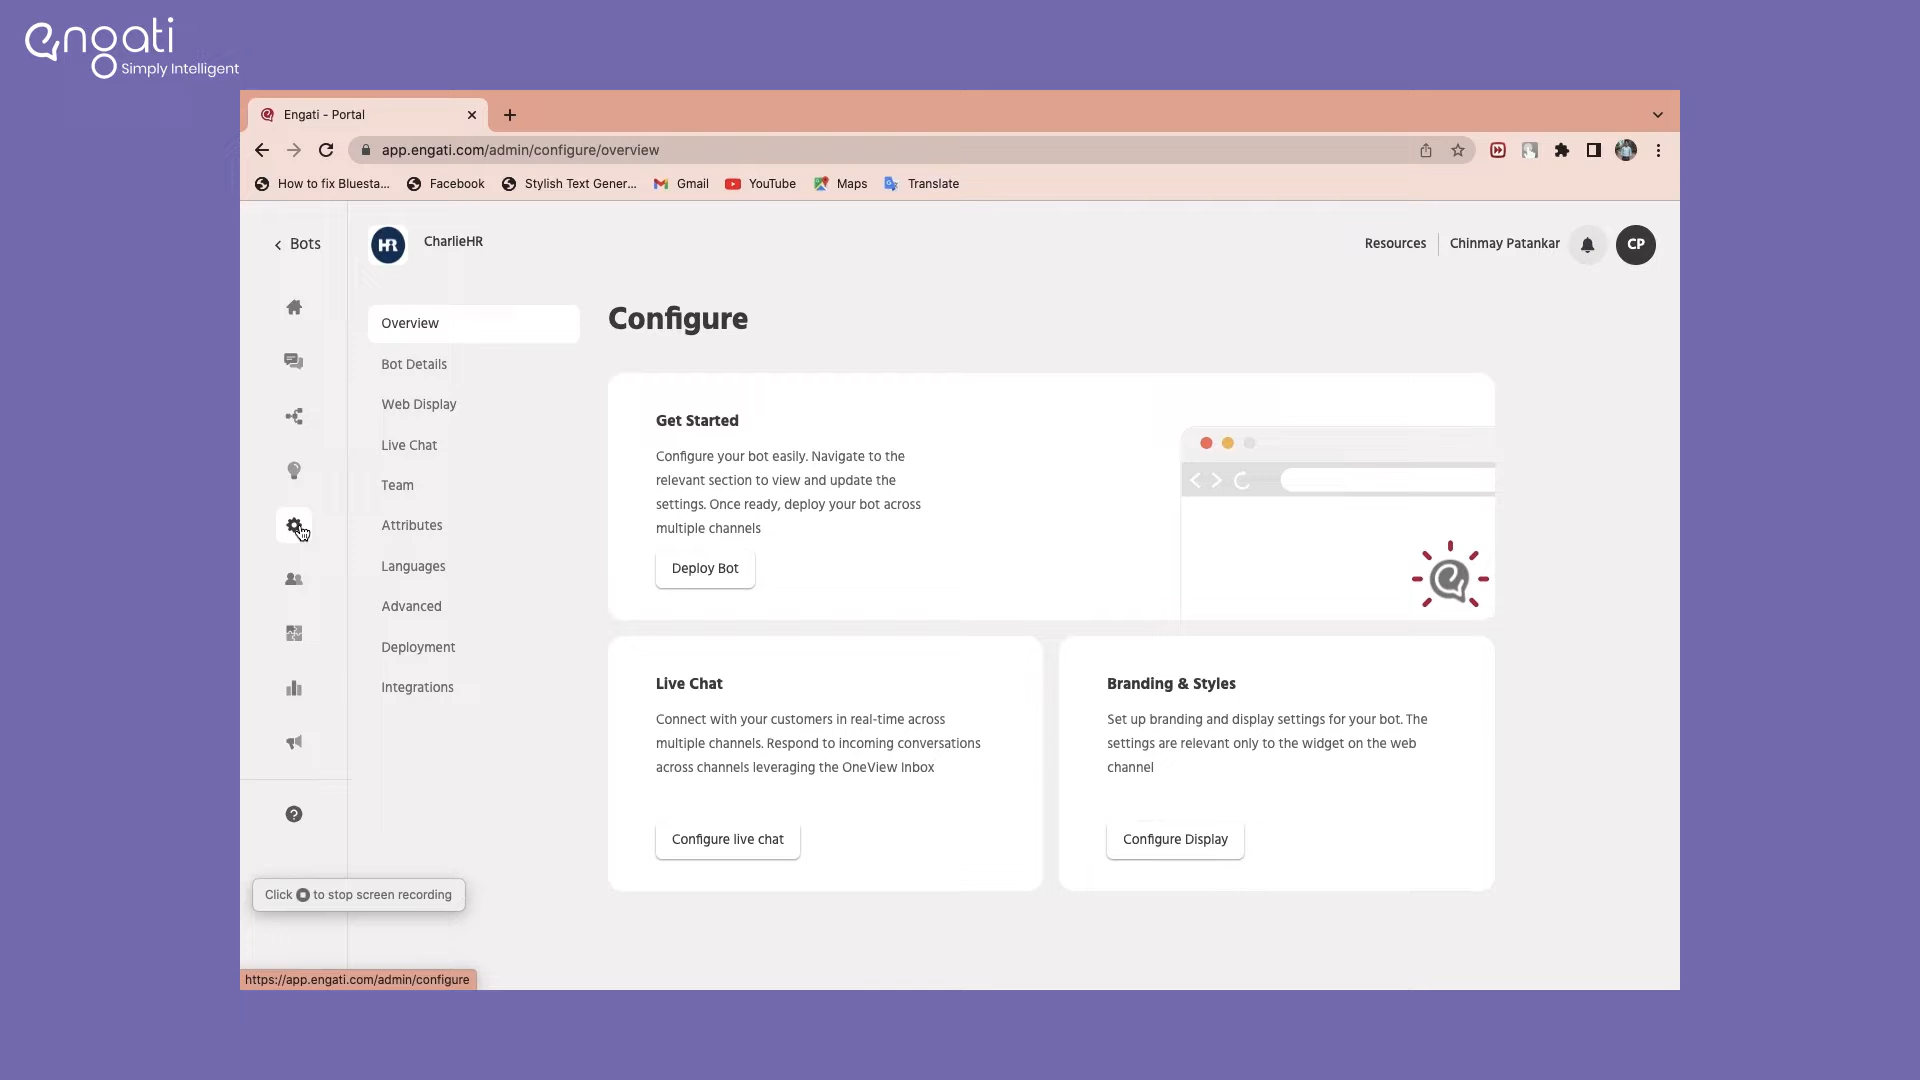 engati
Simply Intelligent
Engati - Portal
app.engati.com/admin/configure/overview
How to fix Bluesta...
Facebook
Stylish Text Gener...
Gmail
YouTube
Maps
Translate
Bots
HR
CharlieHR
Resources
Chinmay Patankar
CP
Overview
Bot Details
Web Display
Live Chat
Team
Attributes
Languages
Advanced
Deployment
Integrations
Configure
Get Started
Configure your bot easily. Navigate to the
relevant section to view and update the
settings. Once ready, deploy your bot across
multiple channels
Deploy Bot
Live Chat
Connect with your customers in real-time across
multiple channels. Respond to incoming conversations
across channels leveraging the OneView Inbox
Configure live chat
Branding & Styles
Set up branding and display settings for your bot. The
settings are relevant only to the widget on the web
channel
Configure Display
Click to stop screen recording
https://app.engati.com/admin/configure